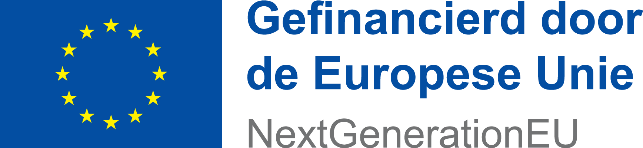 Gefinancierd door
de Europese Unie
NextGenerationEU